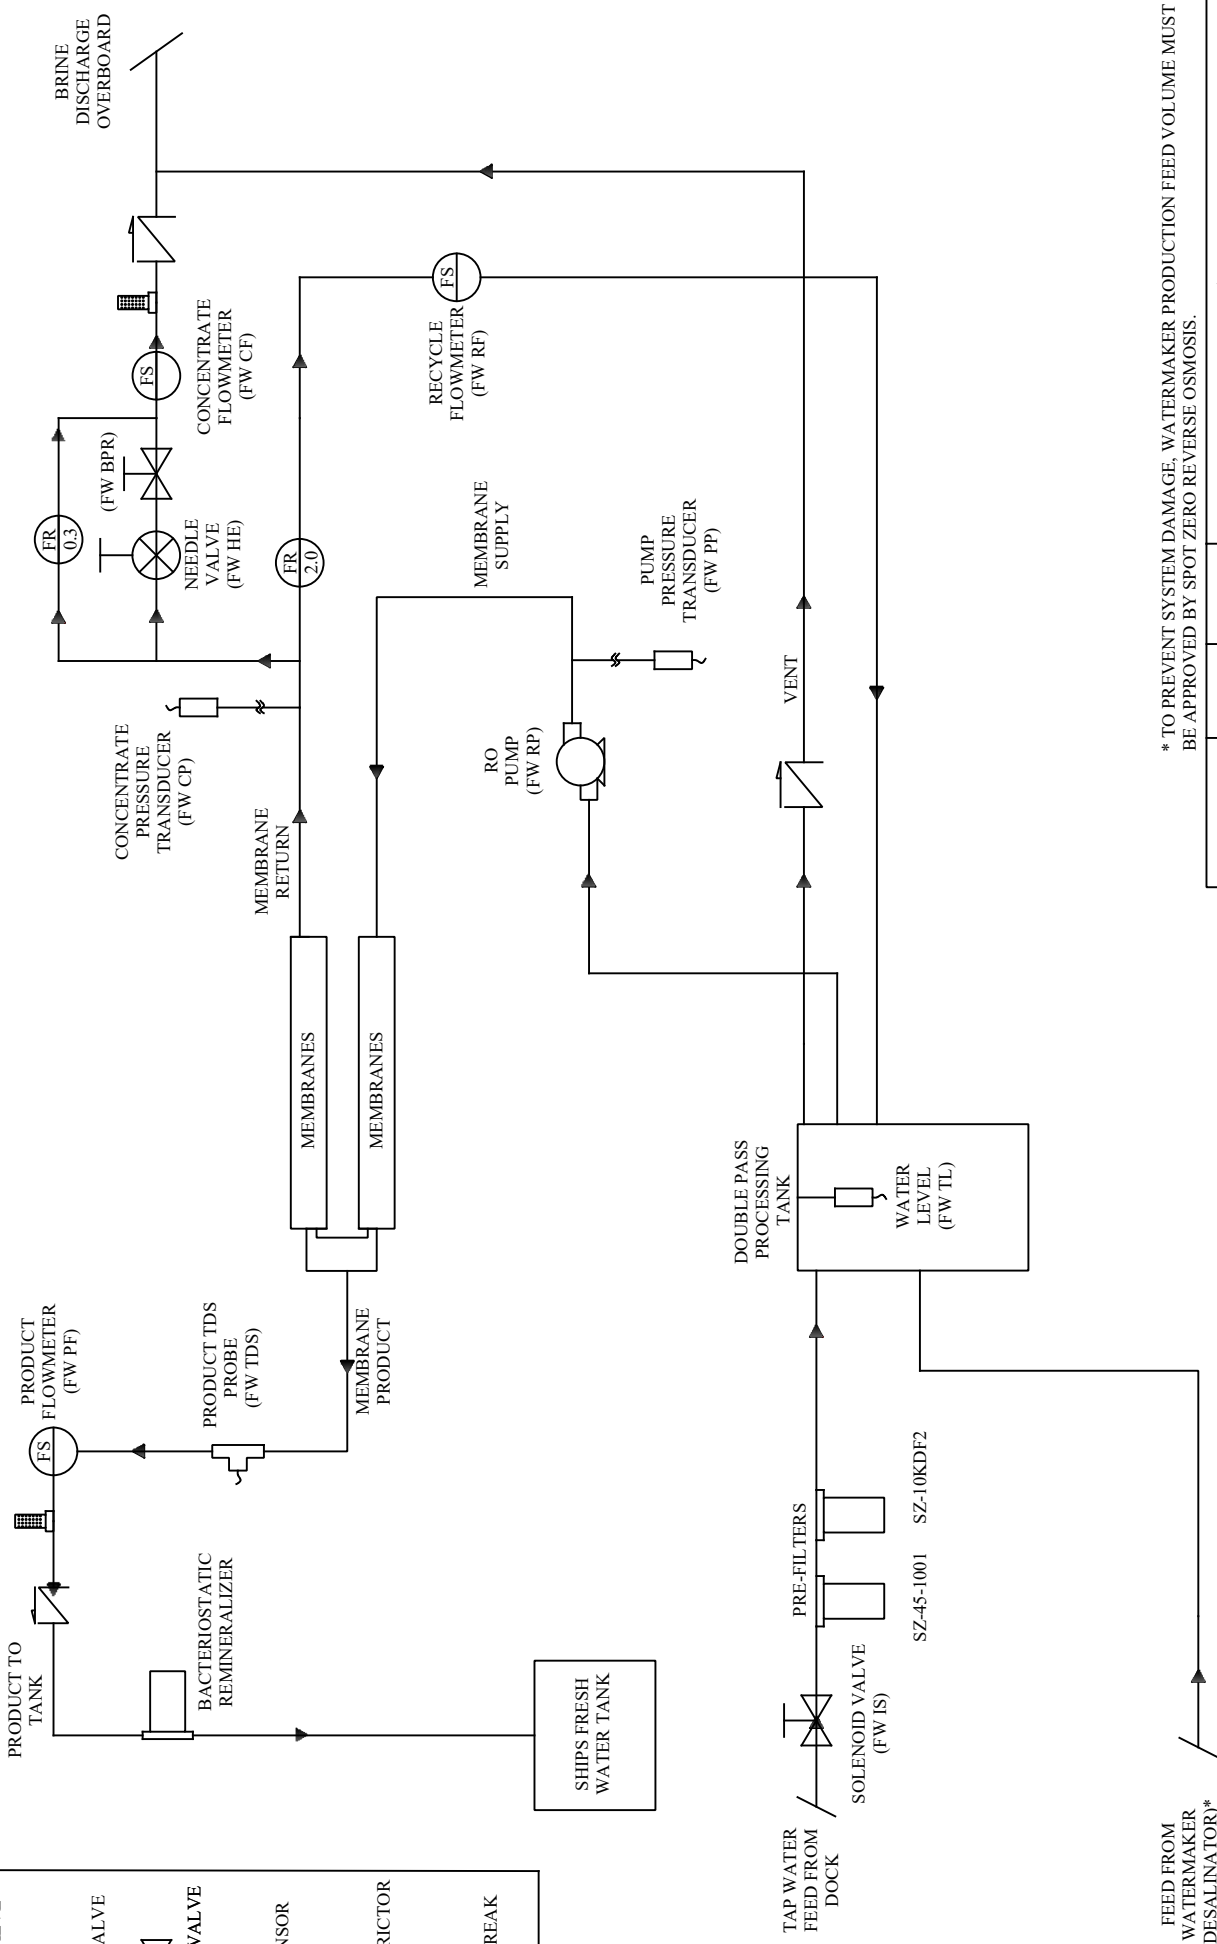 BRINE
DISCHARGE
OVERBOARD
FR
0.3
(FW BPR)
FS
NEEDLE
VALVE
(FW HE)
CONCENTRATE
FLOWMETER
(FW CF)
CONCENTRATE
PRESSURE
TRANSDUCER
(FW CP)
FR
2.0
RECYCLE
FLOWMETER
(FW RF)
FS
MEMBRANE
RETURN
MEMBRANE
SUPPLY
PUMP
PRESSURE
TRANSDUCER
(FW PP)
RO
PUMP
(FW RP)
VENT
MEMBRANES
MEMBRANES
PRODUCT
FLOWMETER
(FW PF)
FS
PRODUCT TDS
PROBE
(FW TDS)
MEMBRANE
PRODUCT
PRODUCT TO
TANK
BACTERIOSTATIC
REMINERALIZER
SHIPS FRESH
WATER TANK
DOUBLE PASS
PROCESSING
TANK
WATER
LEVEL
(FW TL)
PRE-FILTERS
SZ-45-1001
SZ-10KDF2
SOLENOID VALVE
(FW IS)
TAP WATER
FEED FROM
DOCK
FEED FROM
WATERMAKER
DESALINATOR)*
* TO PREVENT SYSTEM DAMAGE, WATERMAKER PRODUCTION FEED VOLUME MUST
BE APPROVED BY SPOT ZERO REVERSE OSMOSIS.
ALVE
VALVE
NSOR
RICTOR
REAK